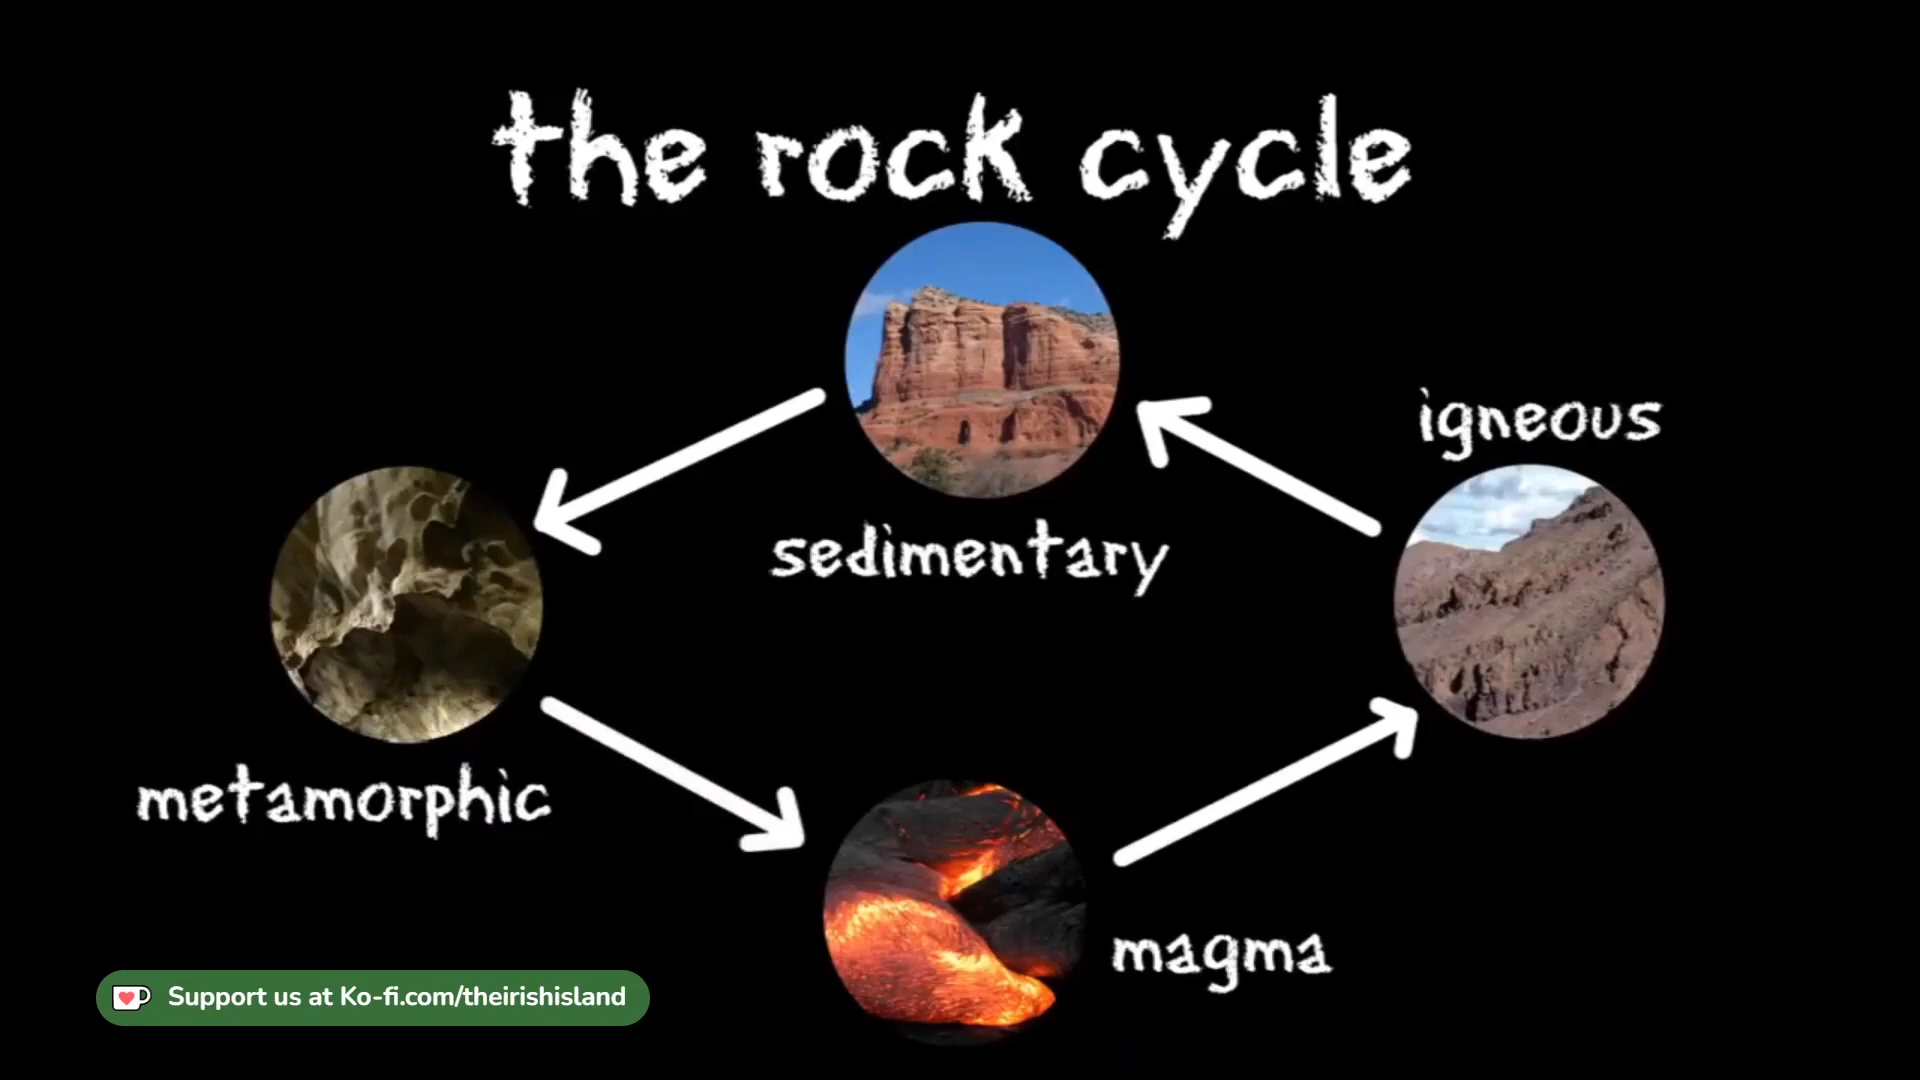 the rock cycle
igneous
sedimentary
metamorphic
magma
Support us at Ko-fi.com/theirishisland